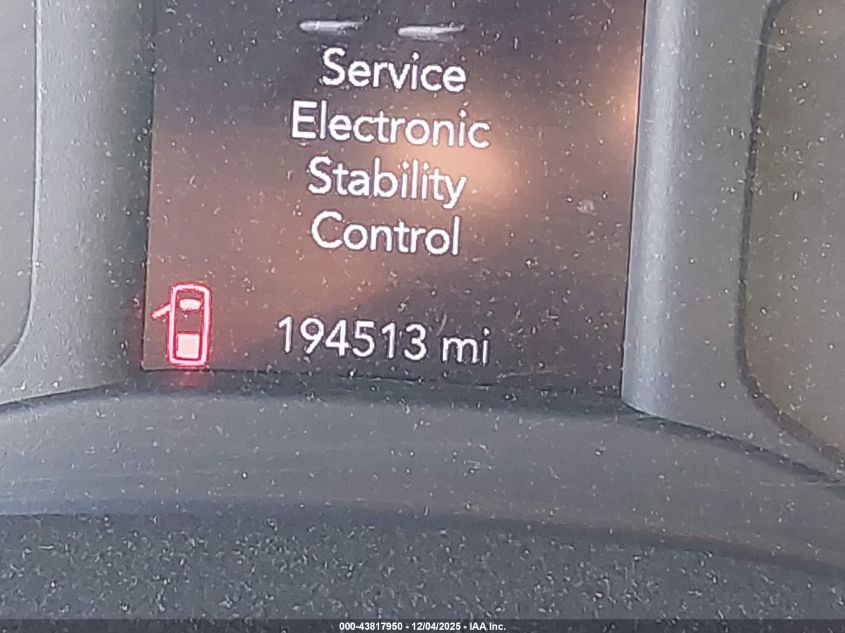 Service
Electronic
Stability
Control
194513 mi
000-43817950 - 12/04/2025 - IAA Inc.